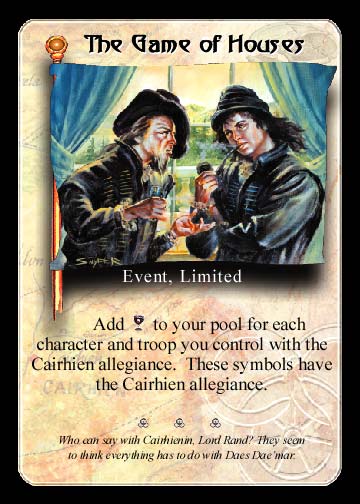 The Game of Houses
SNYDER
Event, Limited
Add to your pool for each
character and troop you control with the
Cairhien allegiance. These symbols have
the Cairhien allegiance.
Who can say with Cairhienin, Lord Rand? They seem
to think everything has to do with Daes Dae'mar.